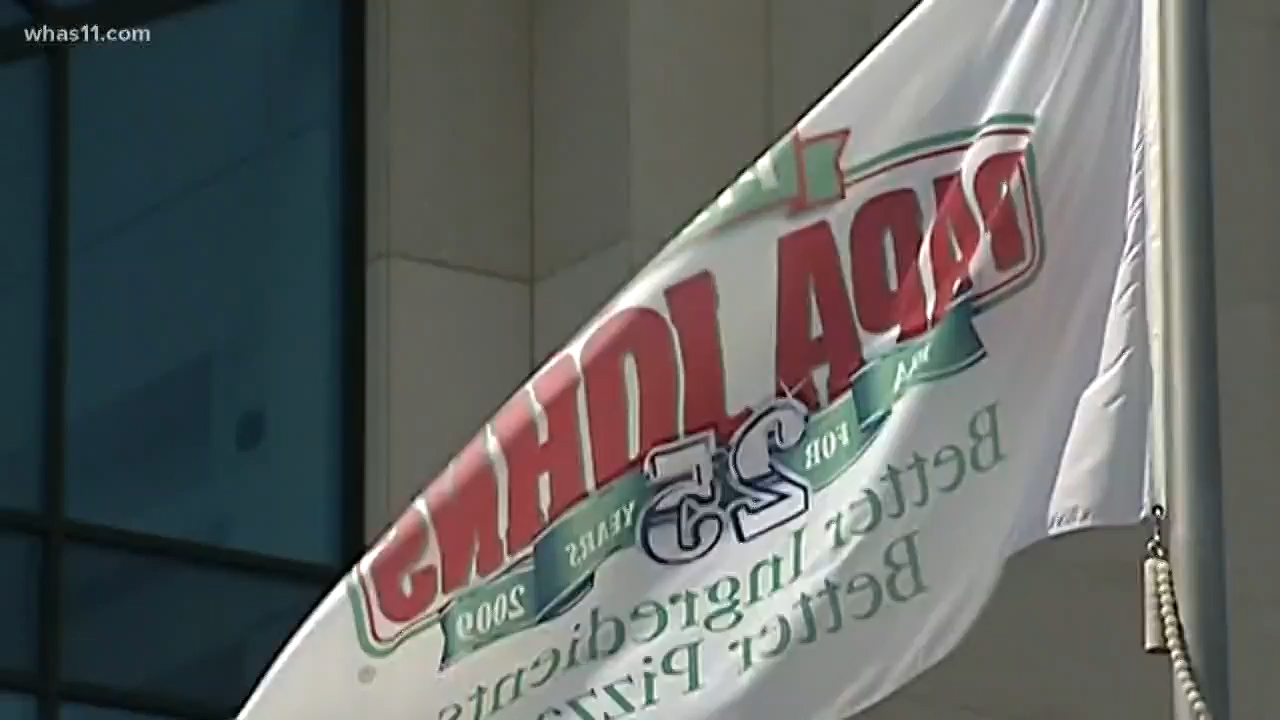 whas11.com
PAPA JOHNS
FOR 25 YEARS 2009
Better Ingredients
Better Pizza
®